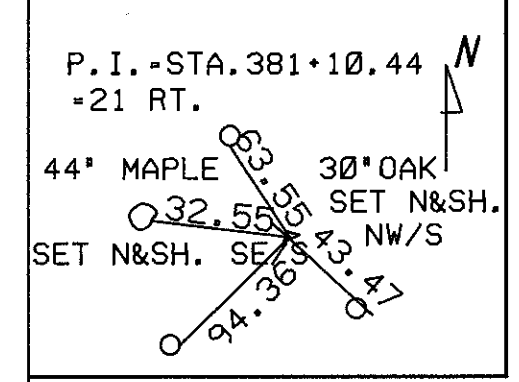 P.I.=STA.381+10.44
=21 RT.
N
63.55
44" MAPLE
30"OAK
SET N&SH.
NW/S
32.55
SET N&SH. SE/S
43.47
94.36